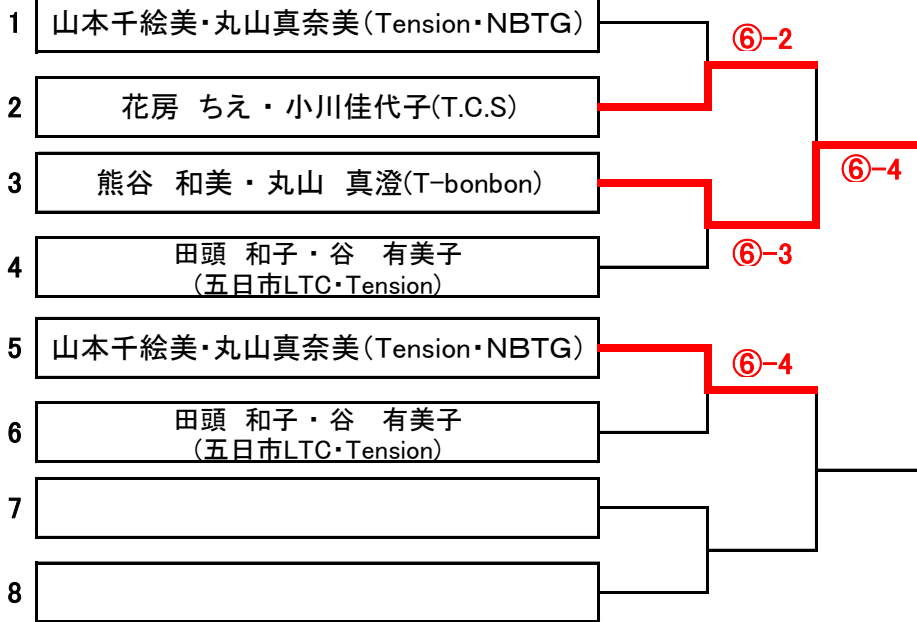 1 山本千絵美・丸山真奈美(Tension・NBTG)
⑥-2
2 花房 ちえ・小川佳代子(T.C.S)
3 熊谷 和美・丸山 真澄(T-bonbon)
⑥-4
⑥-3
4 田頭 和子・谷 有美子
(五日市LTC・Tension)
5 山本千絵美・丸山真奈美(Tension・NBTG)
⑥-4
6 田頭 和子・谷 有美子
(五日市LTC・Tension)
7
8